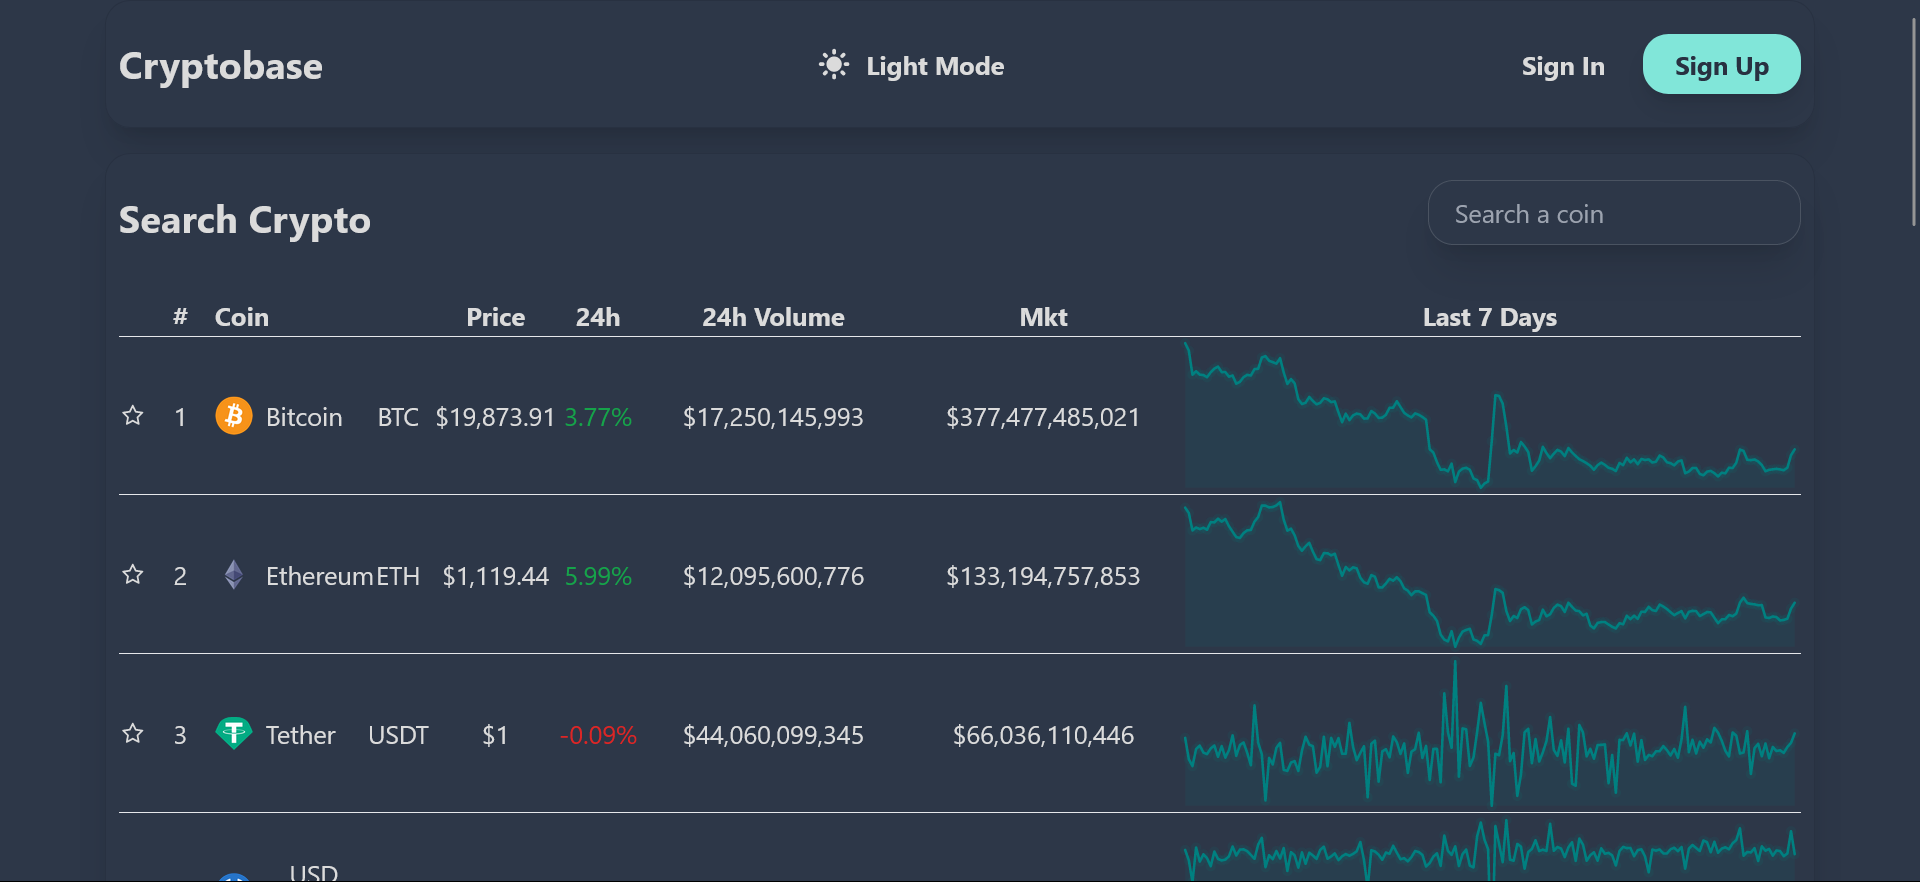 Cryptobase Light Mode Sign In Sign Up
Search Crypto Search a coin
# Coin Price 24h 24h Volume Mkt Last 7 Days
1 Bitcoin BTC $19,873.91 3.77% $17,250,145,993 $377,477,485,021
2 Ethereum ETH $1,119.44 5.99% $12,095,600,776 $133,194,757,853
3 Tether USDT $1 -0.09% $44,060,099,345 $66,036,110,446
USD